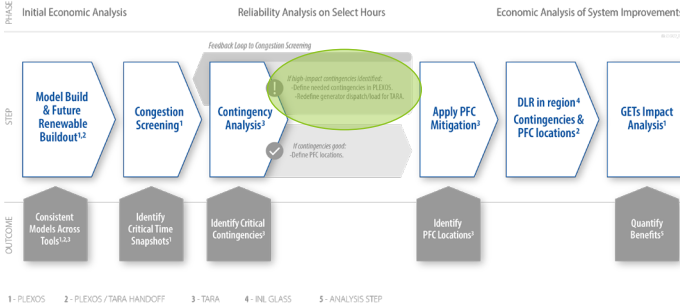 PHASE
Initial Economic Analysis
Reliability Analysis on Select Hours
Economic Analysis of System Improvements
STEP
Model Build
& Future
Renewable
Buildout¹,²
Congestion
Screening¹
Feedback Loop to Congestion Screening
Contingency
Analysis³
If high-impact contingencies identified:
-Define needed contingencies in PLEXOS.
-Redefine generator dispatch/load for TARA.
If contingencies good:
-Define PFC locations.
Apply PFC
Mitigation³
DLR in region⁴
Contingencies &
PFC locations²
GETs Impact
Analysis¹
OUTCOME
Consistent
Models Across
Tools¹,²,³
Identify
Critical Time
Snapshots¹
Identify Critical
Contingencies³
Identify
PFC Locations³
Quantify
Benefits⁵
1 - PLEXOS 2 - PLEXOS / TARA HANDOFF 3 - TARA 4 - INL GLASS 5 - ANALYSIS STEP